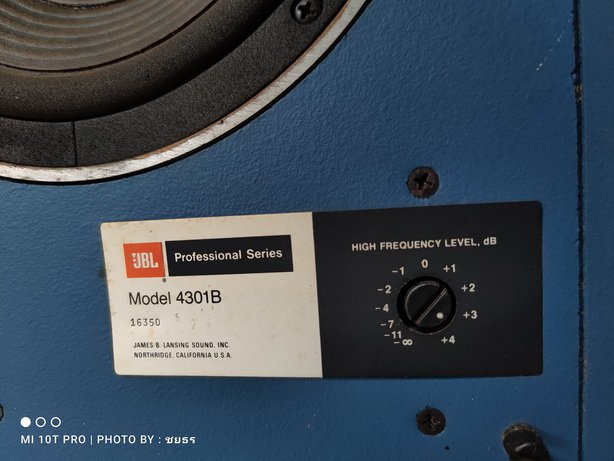 JBL
Professional Series
Model 4301B
16350
JAMES B. LANSING SOUND, INC.
NORTHRIDGE, CALIFORNIA U.S.A.
HIGH FREQUENCY LEVEL, dB
0
-1 +1
-2 +2
-4 +3
-7
-11
-∞ +4
MI 10T PRO | PHOTO BY : ชยธร